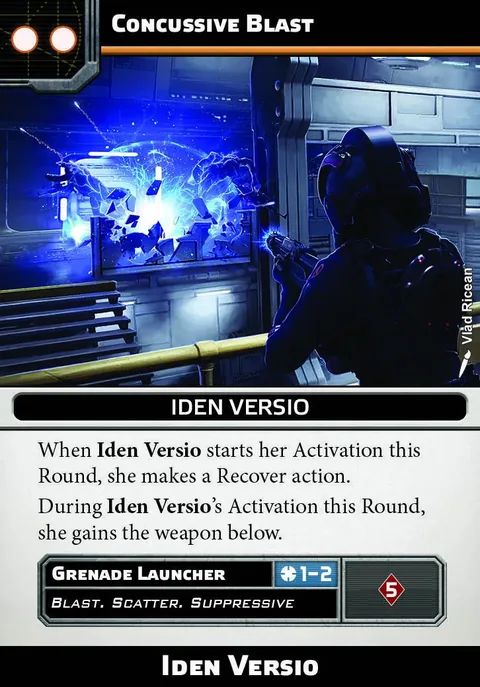 Concussive Blast
Vlad Ricean
IDEN VERSIO
When Iden Versio starts her Activation this
Round, she makes a Recover action.
During Iden Versio's Activation this Round,
she gains the weapon below.
Grenade Launcher 1–2
5
Blast, Scatter, Suppressive
Iden Versio